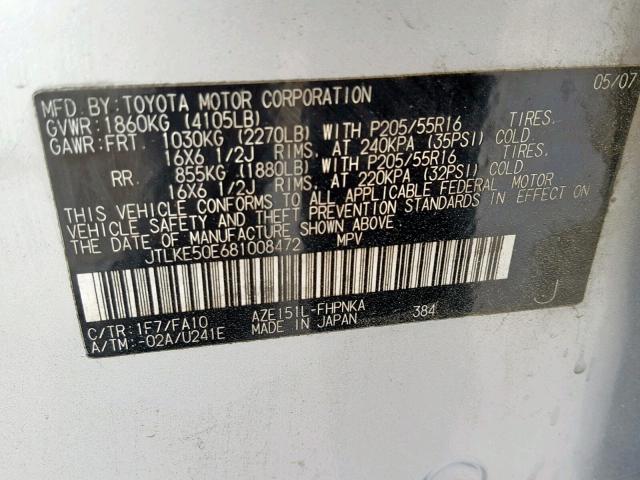 05/07
MFD.BY:TOYOTA MOTOR CORPORATION
GVWR:1860KG (4105LB)
GAWR:FRT. 1030KG (2270LB) WITH P205/55R16 TIRES.
16X6 1/2J RIMS. AT 240KPA (35PSI) COLD
RR. 855KG (1880LB) WITH P205/55R16 TIRES.
16X6 1/2J RIMS. AT 220KPA (32PSI) COLD
THIS VEHICLE CONFORMS TO ALL APPLICABLE FEDERAL MOTOR
VEHICLE SAFETY AND THEFT PREVENTION STANDARDS IN EFFECT ON
THE DATE OF MANUFACTURE SHOWN ABOVE.
JTLKE50E681008472 MPV
C/TR:1F7/FA10 AZE151L-FHPNKA 384 J
A/TM:-02A/U241E MADE IN JAPAN